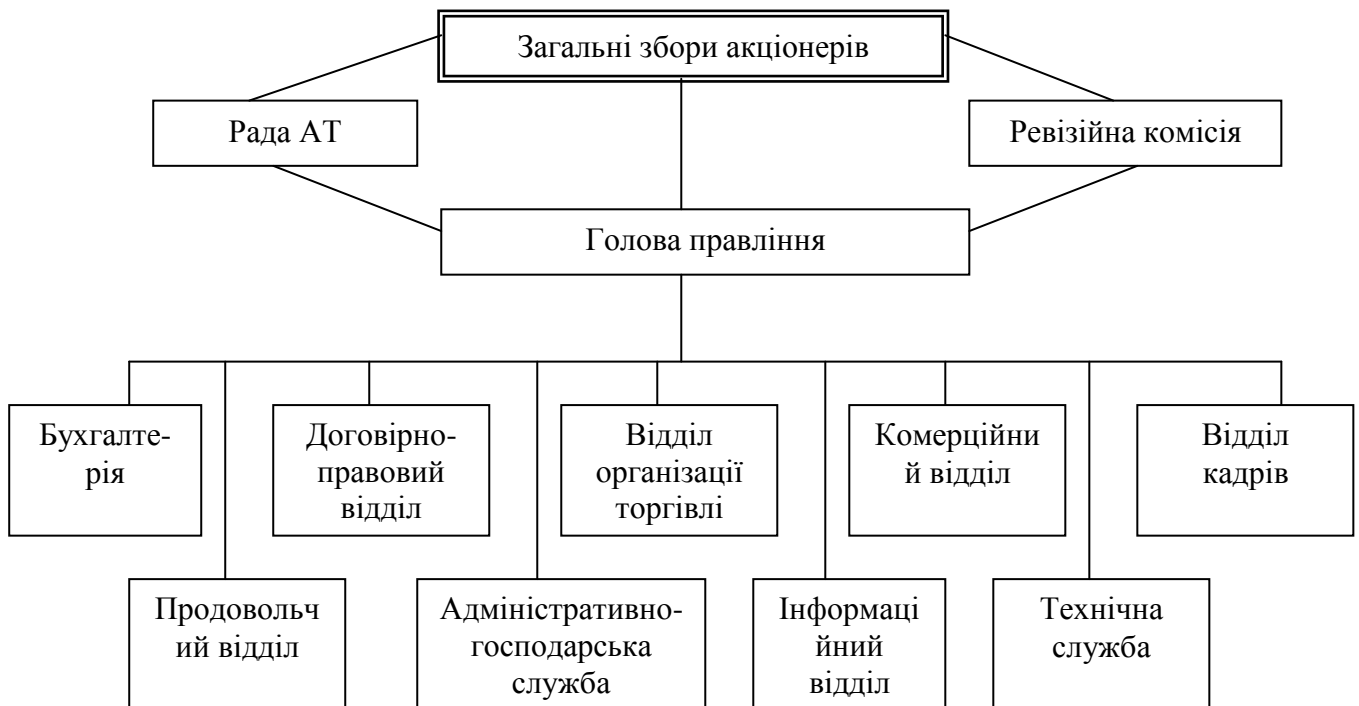 Загальні збори акціонерів
Рада АТ
Ревізійна комісія
Голова правління
Бухгалте-
рія
Договірно-
правовий
відділ
Відділ
організації
торгівлі
Комерційни
й відділ
Відділ
кадрів
Продовольч
ий відділ
Адміністративно-
господарська
служба
Інформаці
йний
відділ
Технічна
служба